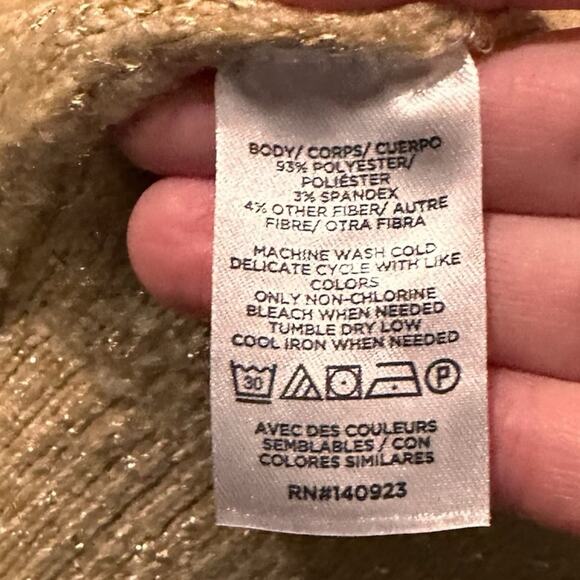 BODY/ CORPS/ CUERPO
93% POLYESTER/
POLIÉSTER
3% SPANDEX
4% OTHER FIBER/ AUTRE
FIBRE/ OTRA FIBRA
MACHINE WASH COLD
DELICATE CYCLE WITH LIKE
COLORS
ONLY NON-CHLORINE
BLEACH WHEN NEEDED
TUMBLE DRY LOW
COOL IRON WHEN NEEDED
30 P
AVEC DES COULEURS
SEMBLABLES / CON
COLORES SIMILARES
RN#140923